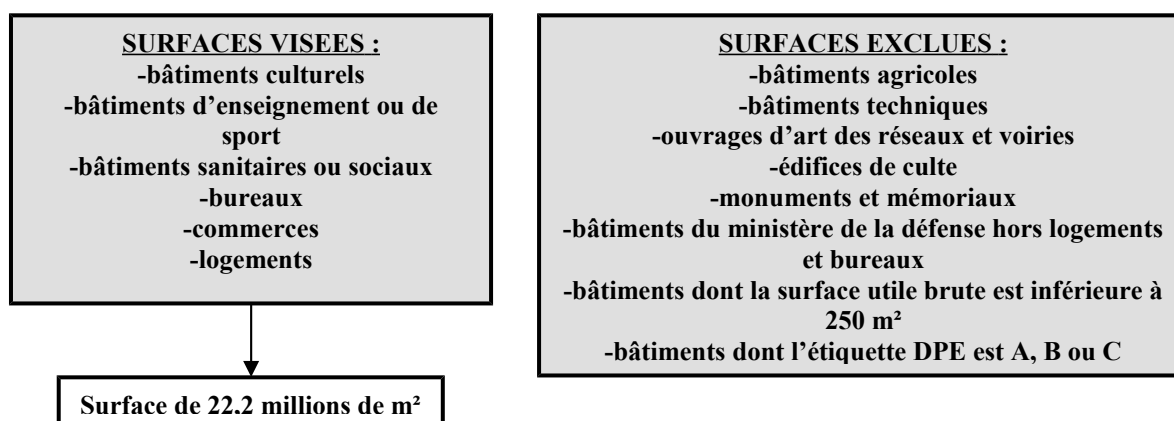 SURFACES VISEES :
-bâtiments culturels
-bâtiments d’enseignement ou de
sport
-bâtiments sanitaires ou sociaux
-bureaux
-commerces
-logements
Surface de 22,2 millions de m²
SURFACES EXCLUES :
-bâtiments agricoles
-bâtiments techniques
-ouvrages d’art des réseaux et voiries
-édifices de culte
-monuments et mémoriaux
-bâtiments du ministère de la défense hors logements
et bureaux
-bâtiments dont la surface utile brute est inférieure à
250 m²
-bâtiments dont l’étiquette DPE est A, B ou C